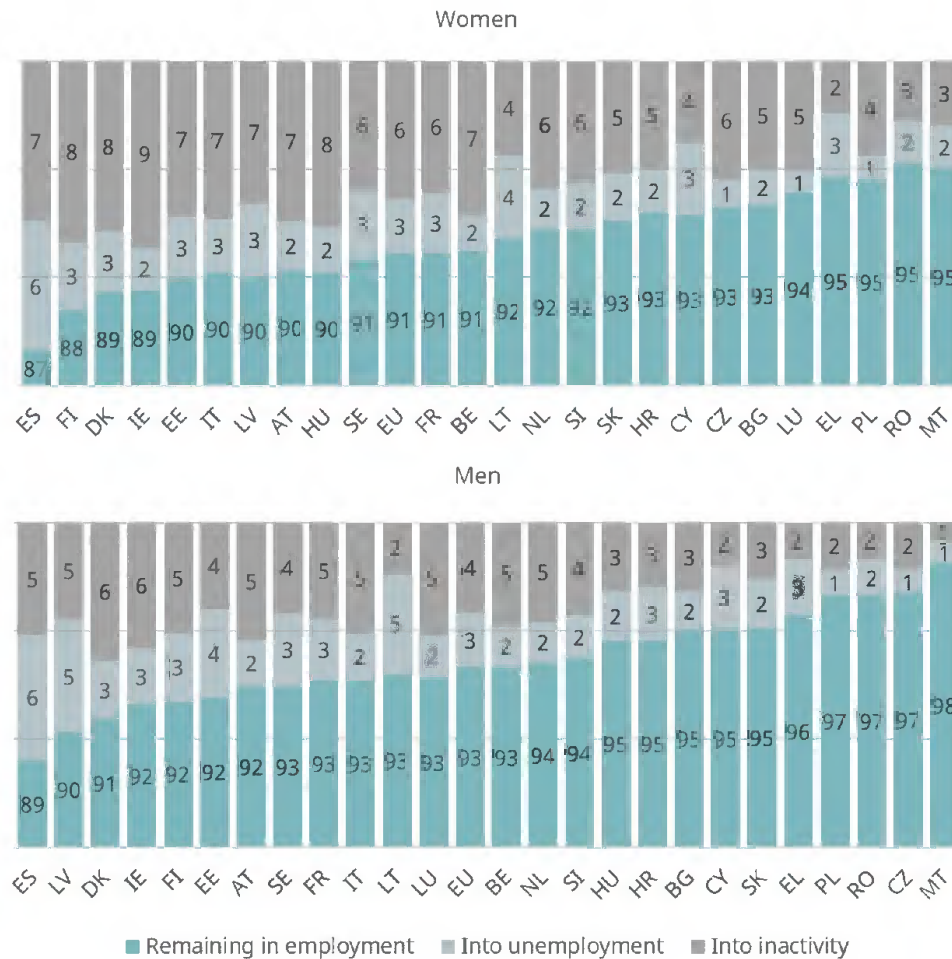 Women
7 8 8 9 7 7 7 7 8 6 6 6 7 4 6 6 5 5 2 6 5 5 2 4 3 3
6 3 3 2 3 3 3 2 2 3 3 3 2 4 2 2 2 2 3 1 2 1 3 1 2 2
87 88 89 89 90 90 90 90 90 91 91 91 91 92 92 92 93 93 93 93 93 94 95 95 95 95
ES FI DK IE EE IT LV AT HU SE EU FR BE LT NL SI SK HR CY CZ BG LU EL PL RO MT
Men
5 5 6 6 5 4 5 4 5 5 2 5 4 5 5 4 3 3 3 2 3 2 2 2 2 1
6 5 3 3 3 4 2 3 3 2 5 2 3 2 2 2 2 3 2 3 2 3 1 2 1 1
89 90 91 92 92 92 92 93 93 93 93 93 93 93 94 94 95 95 95 95 95 96 97 97 97 98
ES LV DK IE FI EE AT SE FR IT LT LU EU BE NL SI HU HR BG CY SK EL PL RO CZ MT
Remaining in employment Into unemployment Into inactivity